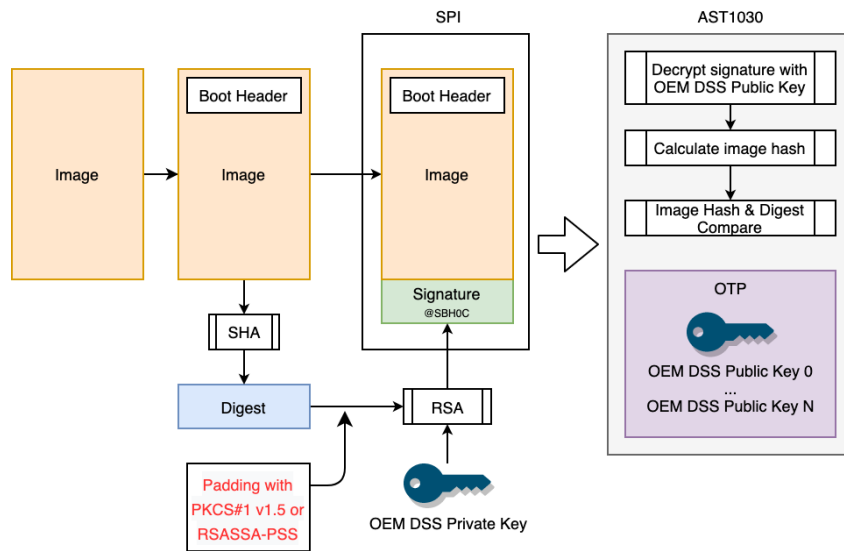 SPI
AST1030
Image
Boot Header
Image
Boot Header
Image
Signature
@SBH0C
SHA
Digest
RSA
Padding with
PKCS#1 v1.5 or
RSASSA-PSS
OEM DSS Private Key
Decrypt signature with
OEM DSS Public Key
Calculate image hash
Image Hash & Digest
Compare
OTP
OEM DSS Public Key 0
...
OEM DSS Public Key N